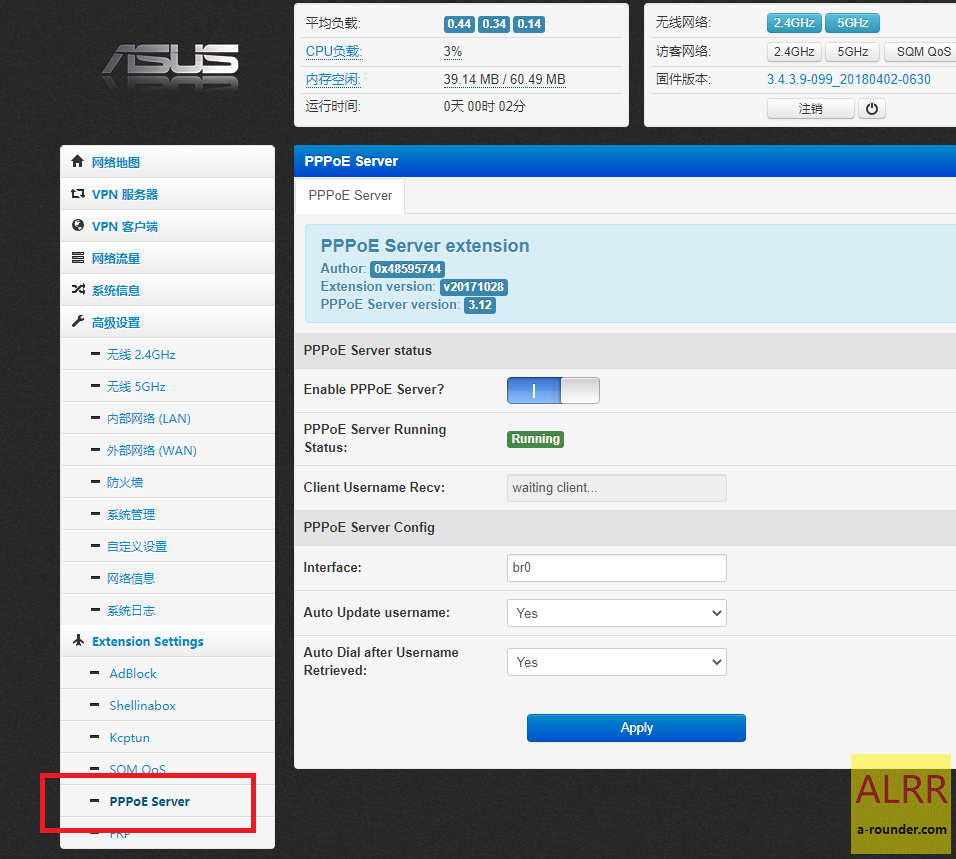 ASUS
平均负载: 0.44 0.34 0.14
CPU负载: 3%
内存空闲: 39.14 MB / 60.49 MB
运行时间: 0天 00时 02分
无线网络: 2.4GHz 5GHz
访客网络: 2.4GHz 5GHz SQM QoS
固件版本: 3.4.3.9-099_20180402-0630
注销
网络地图
VPN 服务器
VPN 客户端
网络流量
系统信息
高级设置
无线 2.4GHz
无线 5GHz
内部网络 (LAN)
外部网络 (WAN)
防火墙
系统管理
自定义设置
网络信息
系统日志
Extension Settings
AdBlock
Shellinabox
Kcptun
SQM QoS
PPPoE Server
FRP
PPPoE Server
PPPoE Server
PPPoE Server extension
Author: 0x48595744
Extension version: v20171028
PPPoE Server version: 3.12
PPPoE Server status
Enable PPPoE Server?
PPPoE Server Running
Status:
Running
Client Username Recv: waiting client...
PPPoE Server Config
Interface: br0
Auto Update username: Yes
Auto Dial after Username
Retrieved:
Yes
Apply
ALRR
a-rounder.com